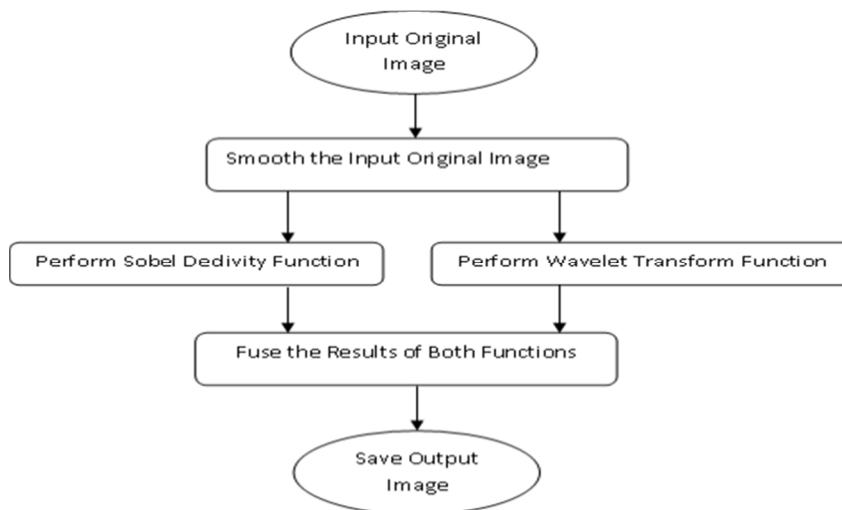 Input Original
Image
Smooth the Input Original Image
Perform Sobel Dedivity Function
Perform Wavelet Transform Function
Fuse the Results of Both Functions
Save Output
Image